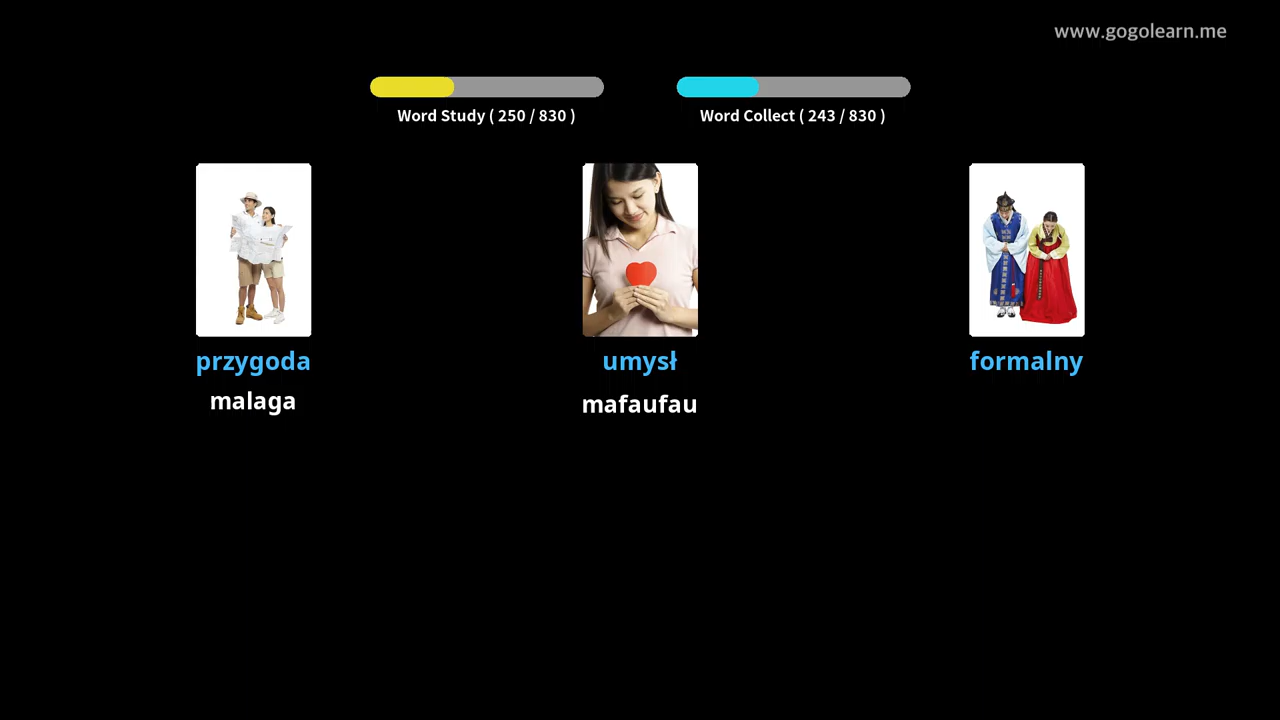 www.gogolearn.me
Word Study ( 250 / 830 )
Word Collect ( 243 / 830 )
przygoda
umysł
formalny
malaga
mafaufau